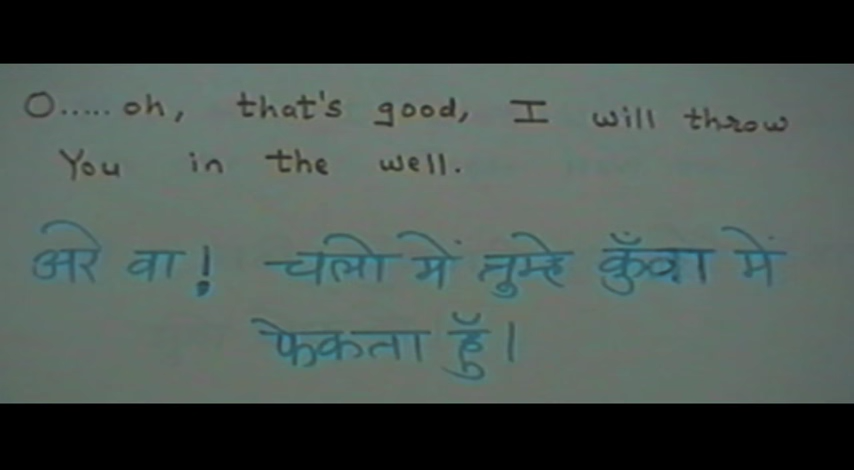 O..... oh, that's good, I will throw
You in the well.
अरे वा! चलो में तुम्हे कुँवा में
फेकता हूँ।